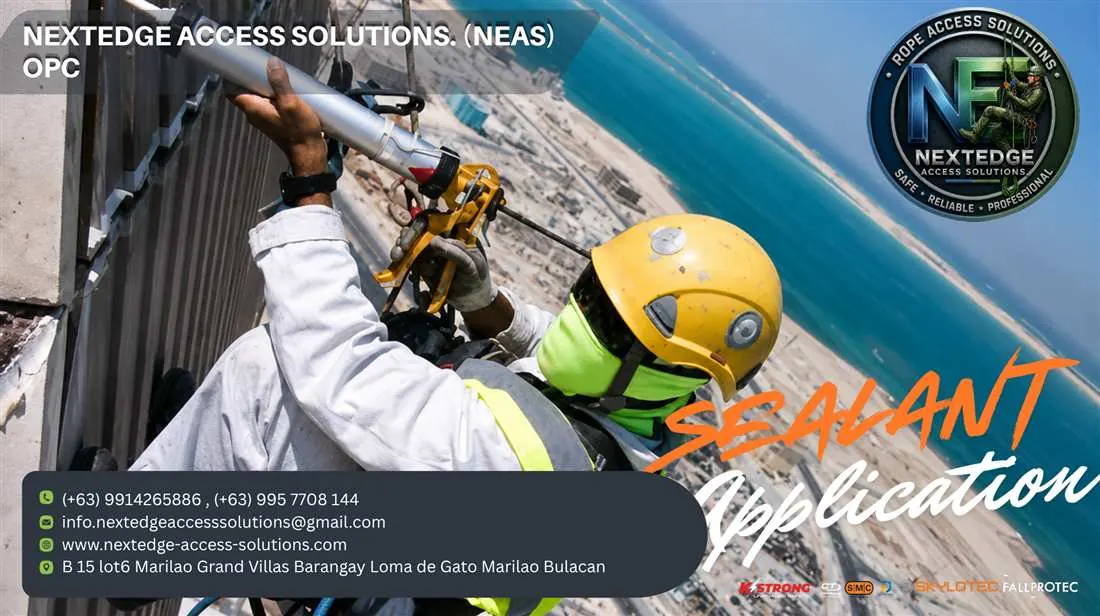 NEXTEDGE ACCESS SOLUTIONS. (NEAS)
OPC
ROPE ACCESS SOLUTIONS
NF
NEXTEDGE
ACCESS SOLUTIONS
SAFE • RELIABLE • PROFESSIONAL
SEALANT
Application
(+63) 9914265886 , (+63) 995 7708 144
info.nextedgeaccesssolutions@gmail.com
www.nextedge-access-solutions.com
B 15 lot6 Marilao Grand Villas Barangay Loma de Gato Marilao Bulacan
STRONG
SMC
SKYLOTEC
FALLPROTEC